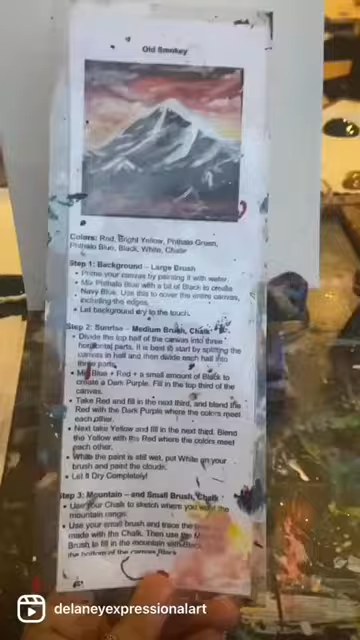 Old Smokey
Colors: Red, Bright Yellow, Phthalo Green,
Phthalo Blue, Black, White, Chalk
Step 1: Background – Large Brush
• Prime your canvas by painting it with water.
• Mix Phthalo Blue with a bit of Black to create
Navy Blue. Use this to cover the entire canvas,
including the edges.
• Let background dry to the touch.
Step 2: Sunrise – Medium Brush, Chalk
• Divide the top half of the canvas into three
horizontal parts. It is best to start by splitting the
canvas in half and then divide each half into
three parts.
• Mix Blue + Red + a small amount of Black to
create a Dark Purple. Fill in the top third of the
canvas.
• Take Red and fill in the next third, and blend the
Red with the Dark Purple where the colors meet
each other.
• Next take Yellow and fill in the next third. Blend
the Yellow with the Red where the colors meet
each other.
• While the paint is still wet, put White on your
brush and paint the clouds.
• Let it Dry Completely!
Step 3: Mountain – and Small Brush, Chalk
• Use your Chalk to sketch where you want the
mountain range.
• Use your small brush and trace the
made with the Chalk. Then use the
Brush to fill in the mountain with
the bottom of the canvas Black
delaneyexpressionalart